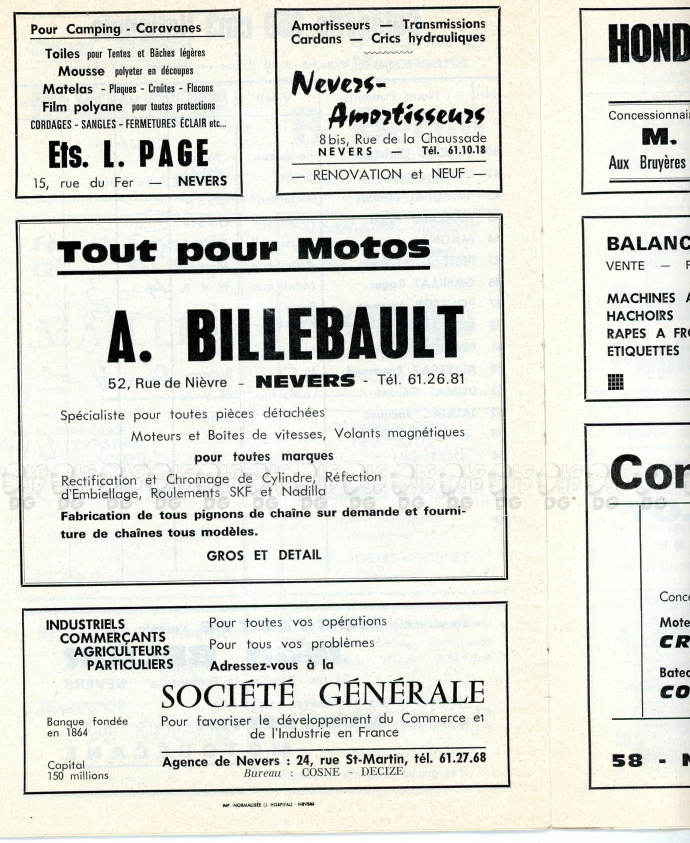 Pour Camping - Caravanes
Toiles pour Tentes et Bâches légères
Mousse polyeter en découpes
Matelas - Plaques - Croûtes - Flocons
Film polyane pour toutes protections
CORDAGES - SANGLES - FERMETURES ÉCLAIR etc...
Ets. L. PAGE
15, rue du Fer — NEVERS
Amortisseurs — Transmissions
Cardans — Crics hydrauliques
Nevers-
Amortisseurs
8 bis, Rue de la Chaussade
NEVERS — Tél. 61.10.18
— RENOVATION et NEUF —
Tout pour Motos
A. BILLEBAULT
52, Rue de Nièvre - NEVERS - Tél. 61.26.81
Spécialiste pour toutes pièces détachées
Moteurs et Boîtes de vitesses, Volants magnétiques
pour toutes marques
Rectification et Chromage de Cylindre, Réfection
d'Embiellage, Roulements SKF et Nadilla
Fabrication de tous pignons de chaîne sur demande et fourni-
ture de chaînes tous modèles.
GROS ET DETAIL
INDUSTRIELS
COMMERÇANTS
AGRICULTEURS
PARTICULIERS
Banque fondée
en 1864
Capital
150 millions
Pour toutes vos opérations
Pour tous vos problèmes
Adressez-vous à la
SOCIÉTÉ GÉNÉRALE
Pour favoriser le développement du Commerce et
de l'Industrie en France
Agence de Nevers : 24, rue St-Martin, tél. 61.27.68
Bureau : COSNE - DECIZE
IMP. NORMALISÉE (J. HOSPITAL) - NEVERS
HOND
Concessionnai
M.
Aux Bruyères
BALANC
VENTE —
MACHINES
HACHOIRS
RAPES A FR
ETIQUETTES
Con
Conce
Mote
CR
Batea
CO
58 -